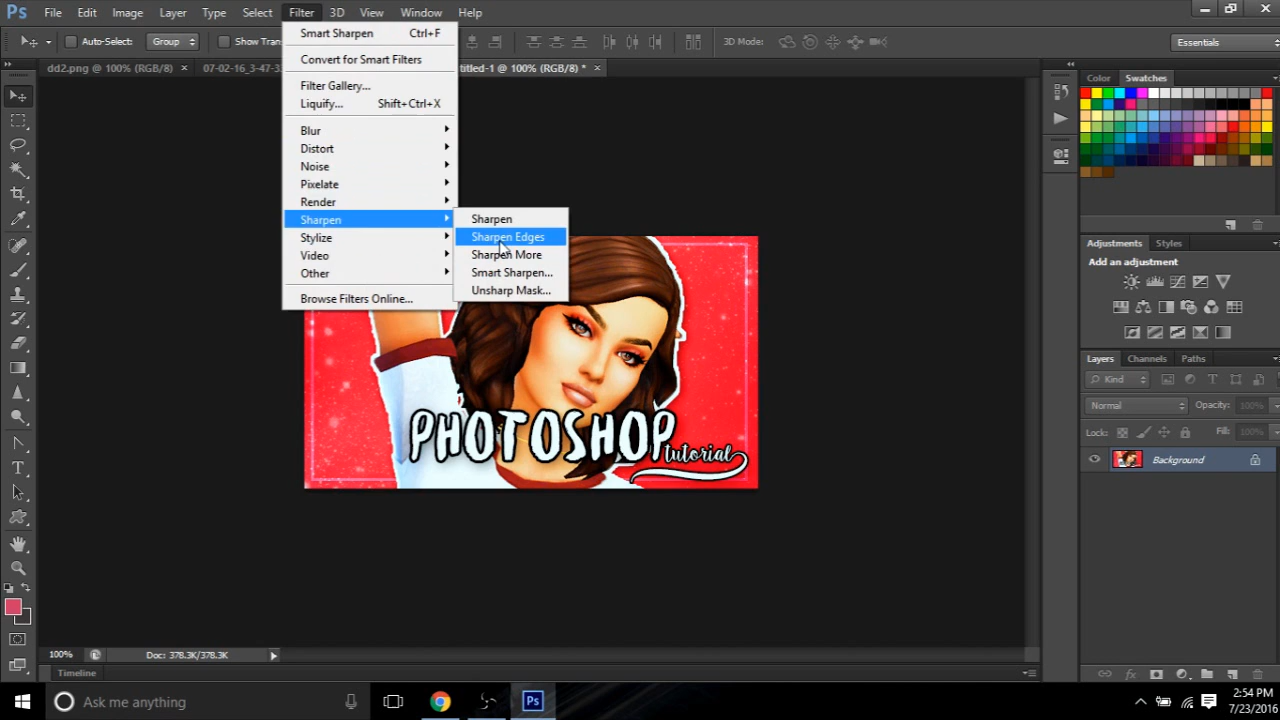 Ps File Edit Image Layer Type Select Filter 3D View Window Help
Auto-Select: Group Show Tran 3D Mode: Essentials
dd2.png @ 100% (RGB/8) × 07-02-16_3-47-3 titled-1 @ 100% (RGB/8) * ×
Smart Sharpen Ctrl+F
Convert for Smart Filters
Filter Gallery...
Liquify... Shift+Ctrl+X
Blur
Distort
Noise
Pixelate
Render
Sharpen
Stylize
Video
Other
Browse Filters Online...
Sharpen
Sharpen Edges
Sharpen More
Smart Sharpen...
Unsharp Mask...
PHOTOSHOP
tutorial
Color Swatches
Adjustments Styles
Add an adjustment
Layers Channels Paths
Kind
Normal Opacity: 100%
Lock: Fill: 100%
Background
100% Doc: 378.3K/378.3K
Timeline
Ask me anything Ps 2:54 PM
7/23/2016